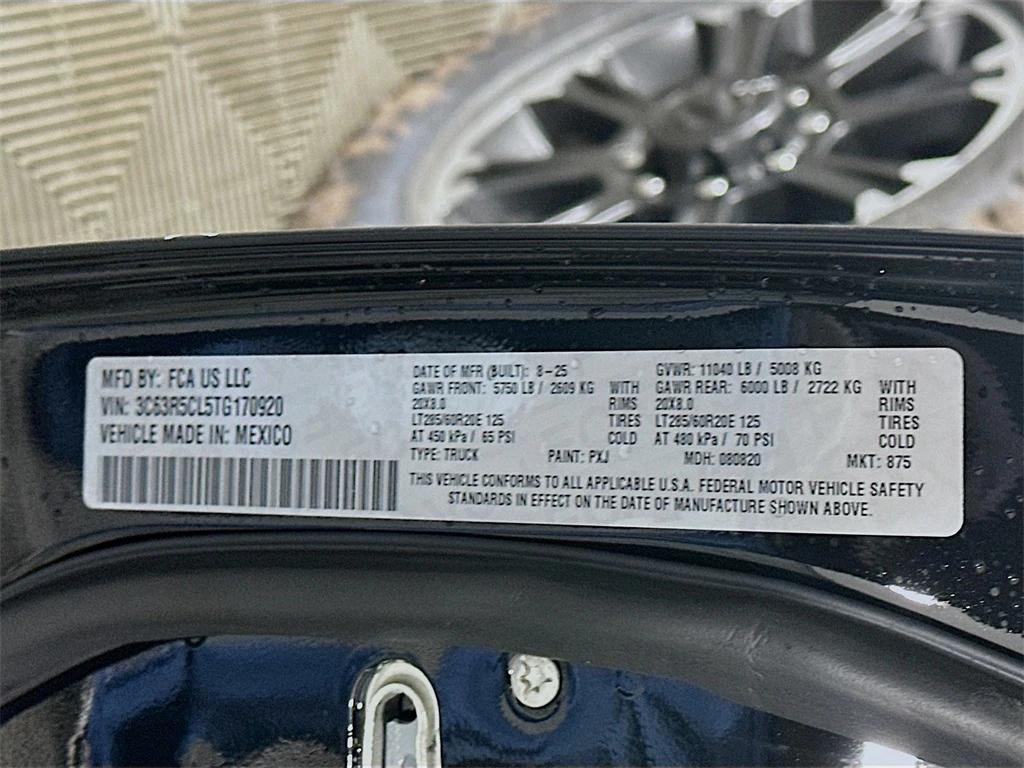 MFD BY: FCA US LLC
VIN: 3C63R5CL5TG170920
VEHICLE MADE IN: MEXICO
DATE OF MFR (BUILT): 8-25
GAWR FRONT: 5750 LB / 2609 KG WITH
20X8.0 RIMS
LT285/60R20E 125 TIRES
AT 450 kPa / 65 PSI COLD
TYPE: TRUCK PAINT: PXJ
GVWR: 11040 LB / 5008 KG
GAWR REAR: 6000 LB / 2722 KG WITH
20X8.0 RIMS
LT285/60R20E 125 TIRES
AT 480 kPa / 70 PSI COLD
MDH: 080820 MKT: 875
THIS VEHICLE CONFORMS TO ALL APPLICABLE U.S.A. FEDERAL MOTOR VEHICLE SAFETY
STANDARDS IN EFFECT ON THE DATE OF MANUFACTURE SHOWN ABOVE.